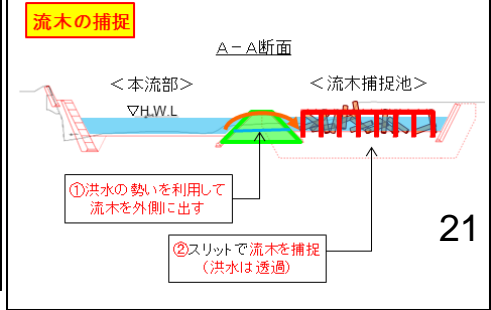 流木の捕捉
A－A断面
＜本流部＞
＜流木捕捉池＞
▽H.W.L
①洪水の勢いを利用して
流木を外側に出す
②スリットで流木を捕捉
（洪水は透過）
21